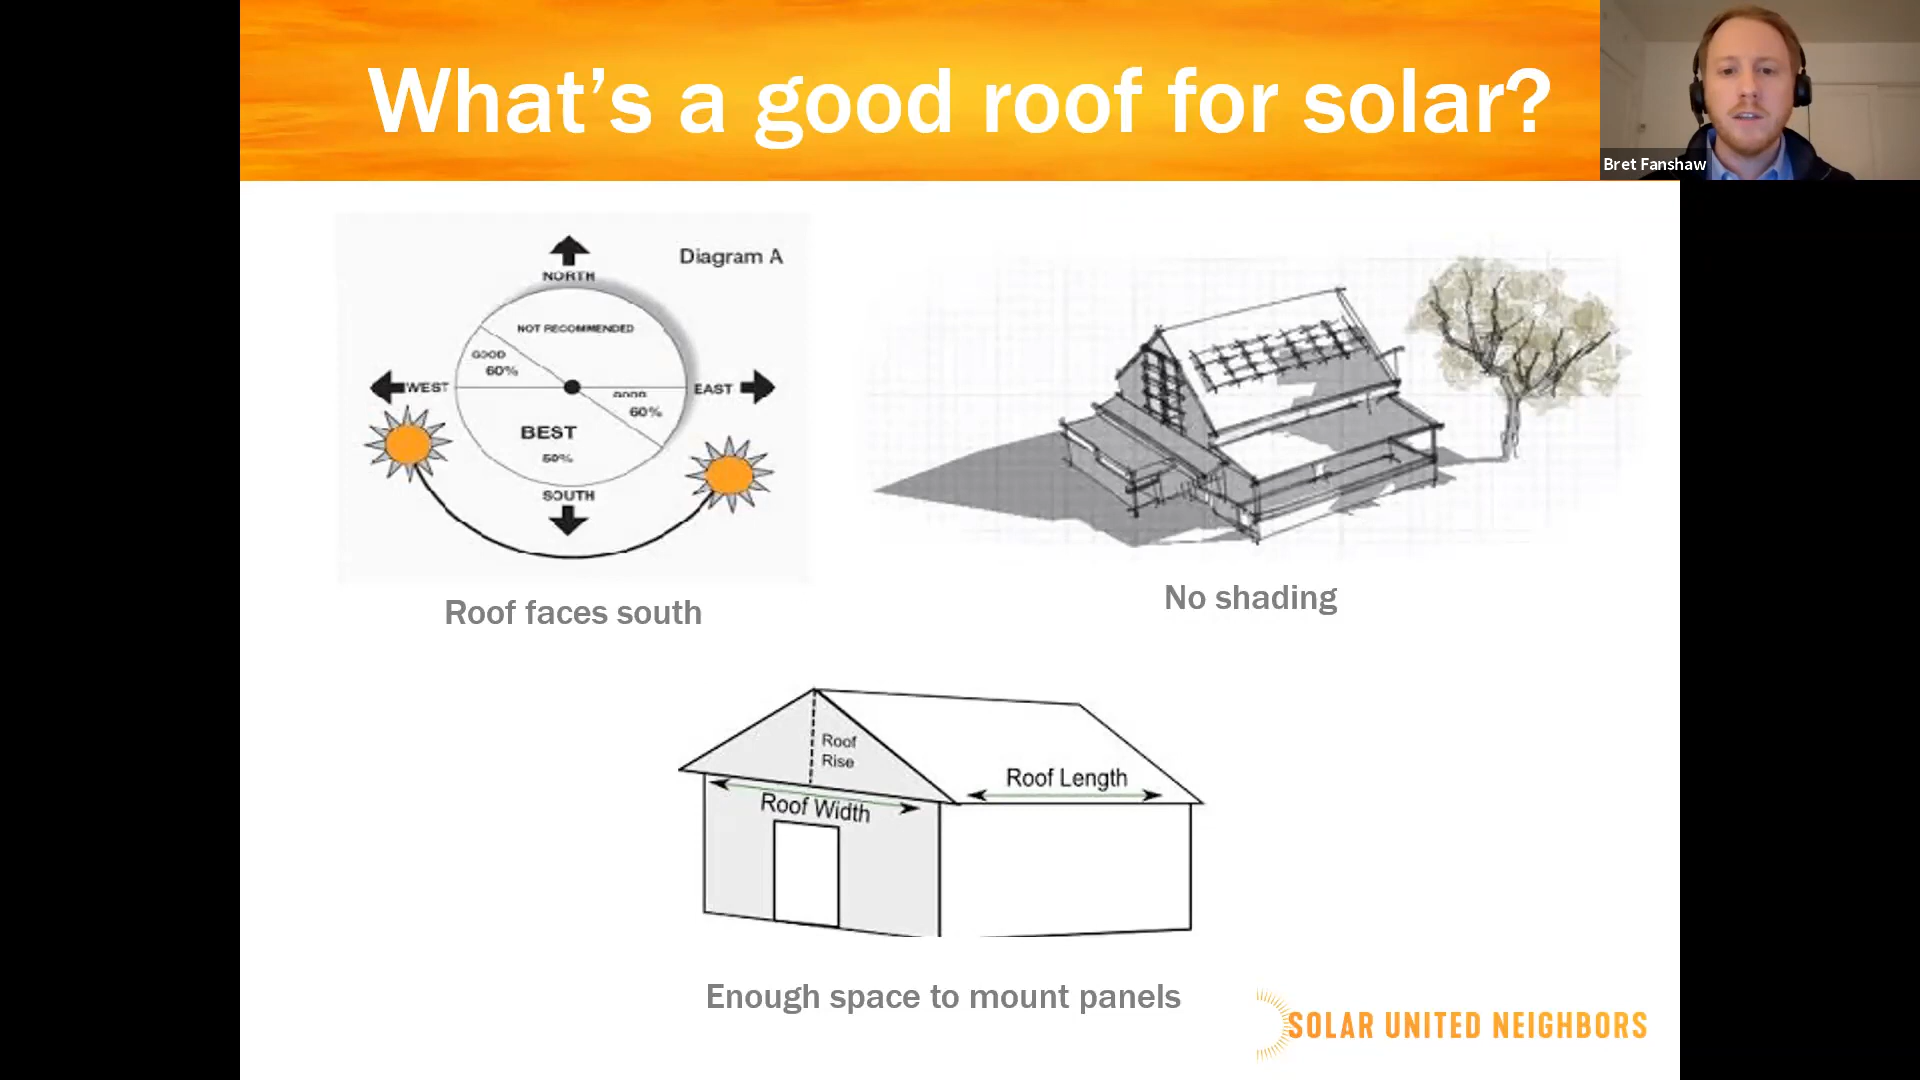 What's a good roof for solar?
Bret Fanshaw
Diagram A
NORTH
NOT RECOMMENDED
GOOD
60%
WEST
EAST
GOOD
60%
BEST
50%
SOUTH
Roof faces south
No shading
Roof
Rise
Roof Width
Roof Length
Enough space to mount panels
SOLAR UNITED NEIGHBORS